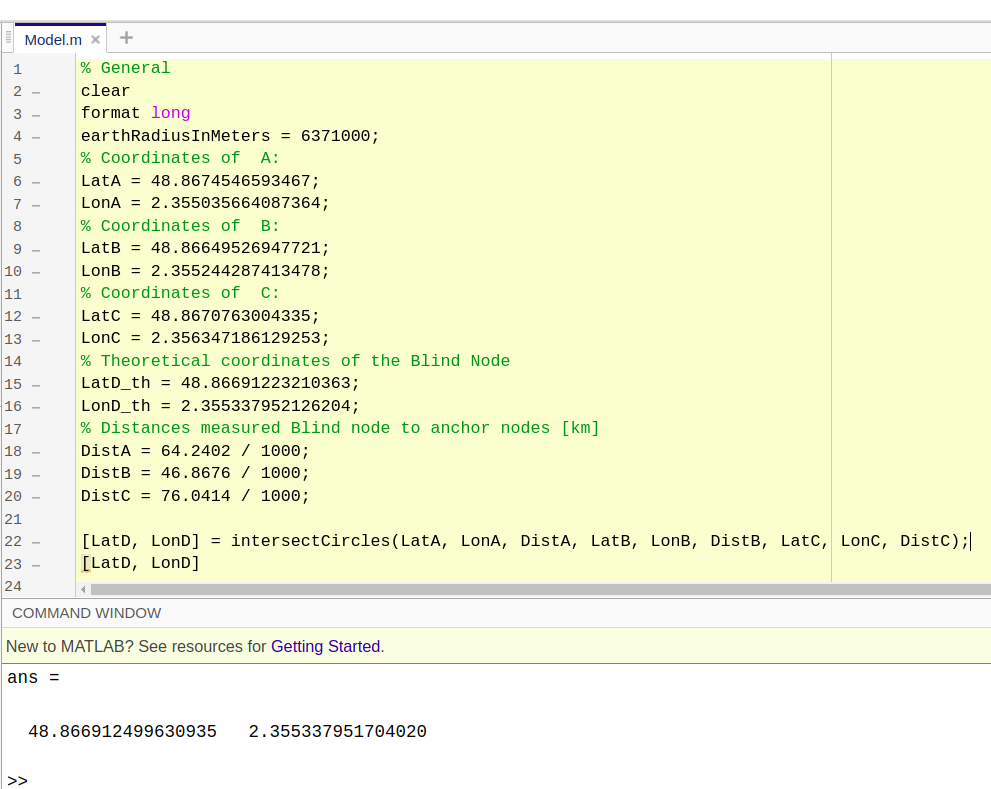 Model.m × +
1 % General
2 – clear
3 – format long
4 – earthRadiusInMeters = 6371000;
5 % Coordinates of  A:
6 – LatA = 48.8674546593467;
7 – LonA = 2.355035664087364;
8 % Coordinates of  B:
9 – LatB = 48.86649526947721;
10 – LonB = 2.355244287413478;
11 % Coordinates of  C:
12 – LatC = 48.8670763004335;
13 – LonC = 2.356347186129253;
14 % Theoretical coordinates of the Blind Node
15 – LatD_th = 48.86691223210363;
16 – LonD_th = 2.355337952126204;
17 % Distances measured Blind node to anchor nodes [km]
18 – DistA = 64.2402 / 1000;
19 – DistB = 46.8676 / 1000;
20 – DistC = 76.0414 / 1000;
21
22 – [LatD, LonD] = intersectCircles(LatA, LonA, DistA, LatB, LonB, DistB, LatC, LonC, DistC);
23 – [LatD, LonD]
24
COMMAND WINDOW
New to MATLAB? See resources for Getting Started.
ans =
48.866912499630935   2.355337951704020
>>